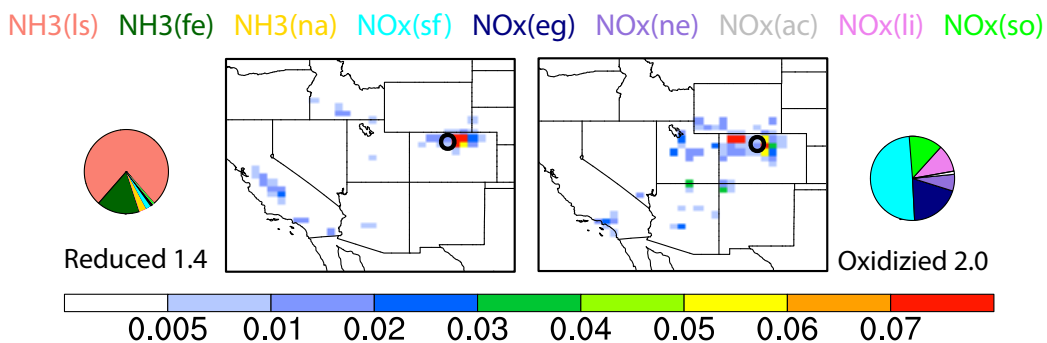 NH3(ls) NH3(fe) NH3(na) NOx(sf) NOx(eg) NOx(ne) NOx(ac) NOx(li) NOx(so)
Reduced 1.4
Oxidizied 2.0
0.005 0.01 0.02 0.03 0.04 0.05 0.06 0.07